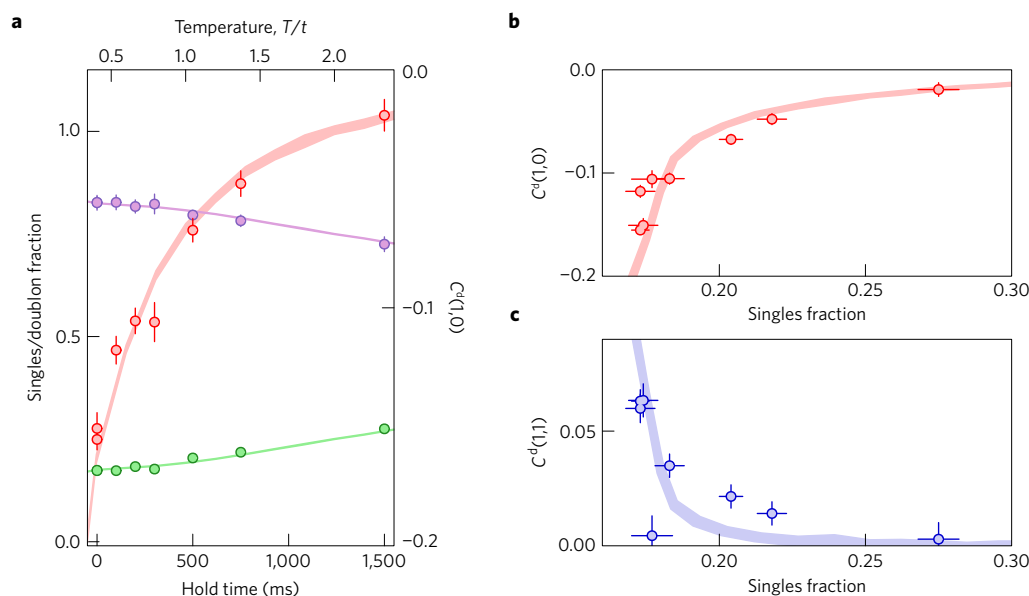 a
Temperature, T/t
0.5 1.0 1.5 2.0
0.0
1.0
Singles/doublon fraction
0.5
−0.1
Cᵈ(1,0)
0.0
−0.2
0 500 1,000 1,500
Hold time (ms)
b
0.0
Cᵈ(1,0)
−0.1
−0.2
0.20 0.25 0.30
Singles fraction
c
Cᵈ(1,1)
0.05
0.00
0.20 0.25 0.30
Singles fraction